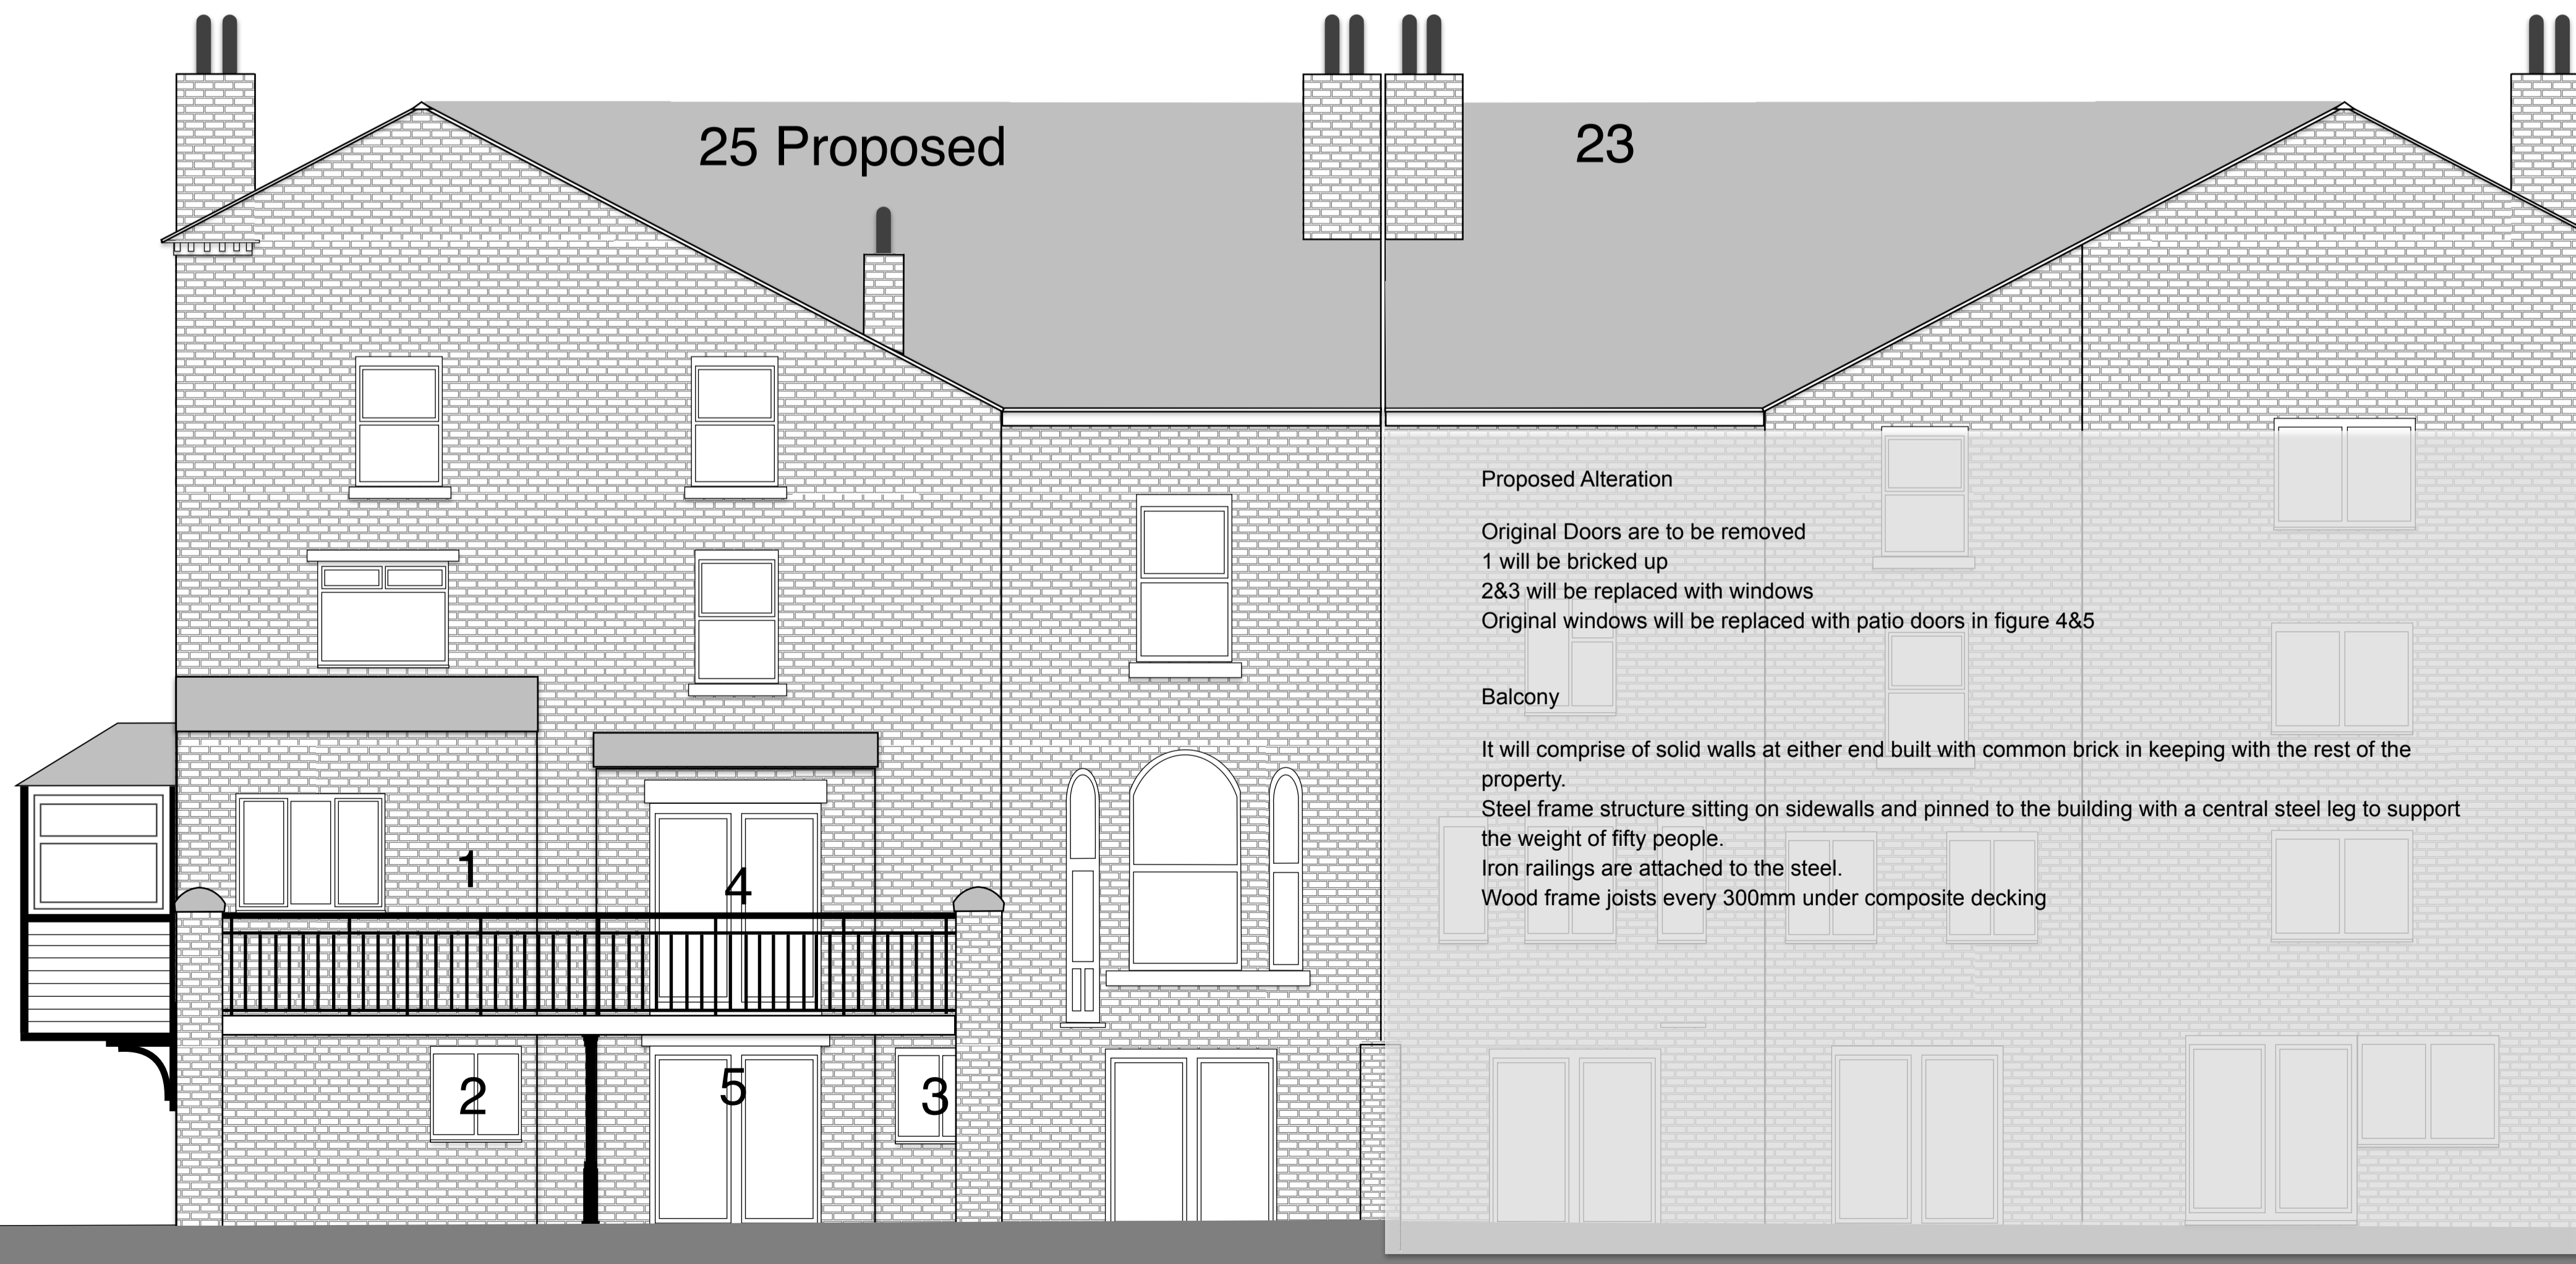 25 Proposed
23
Proposed Alteration
Original Doors are to be removed
1 will be bricked up
2&3 will be replaced with windows
Original windows will be replaced with patio doors in figure 4&5
Balcony
It will comprise of solid walls at either end built with common brick in keeping with the rest of the
property.
Steel frame structure sitting on sidewalls and pinned to the building with a central steel leg to support
the weight of fifty people.
Iron railings are attached to the steel.
Wood frame joists every 300mm under composite decking
1
4
2
5
3